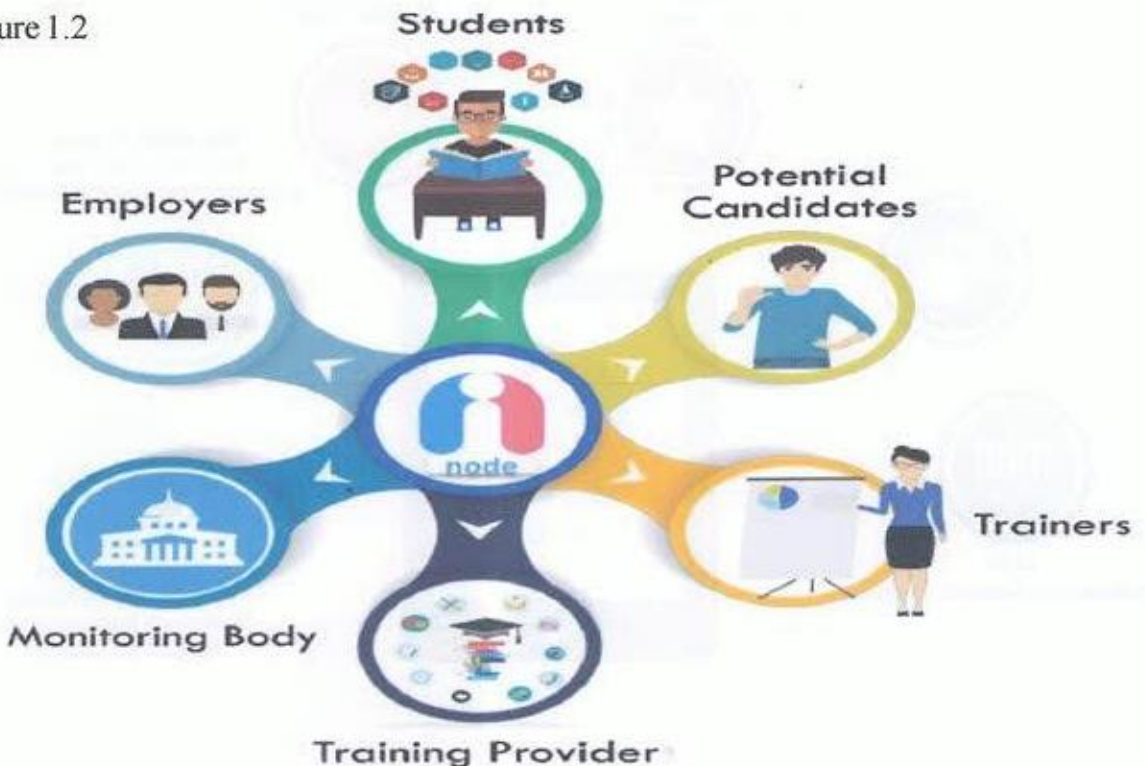 ure 1.2
Students
Potential
Candidates
Employers
node
Trainers
Monitoring Body
Training Provider